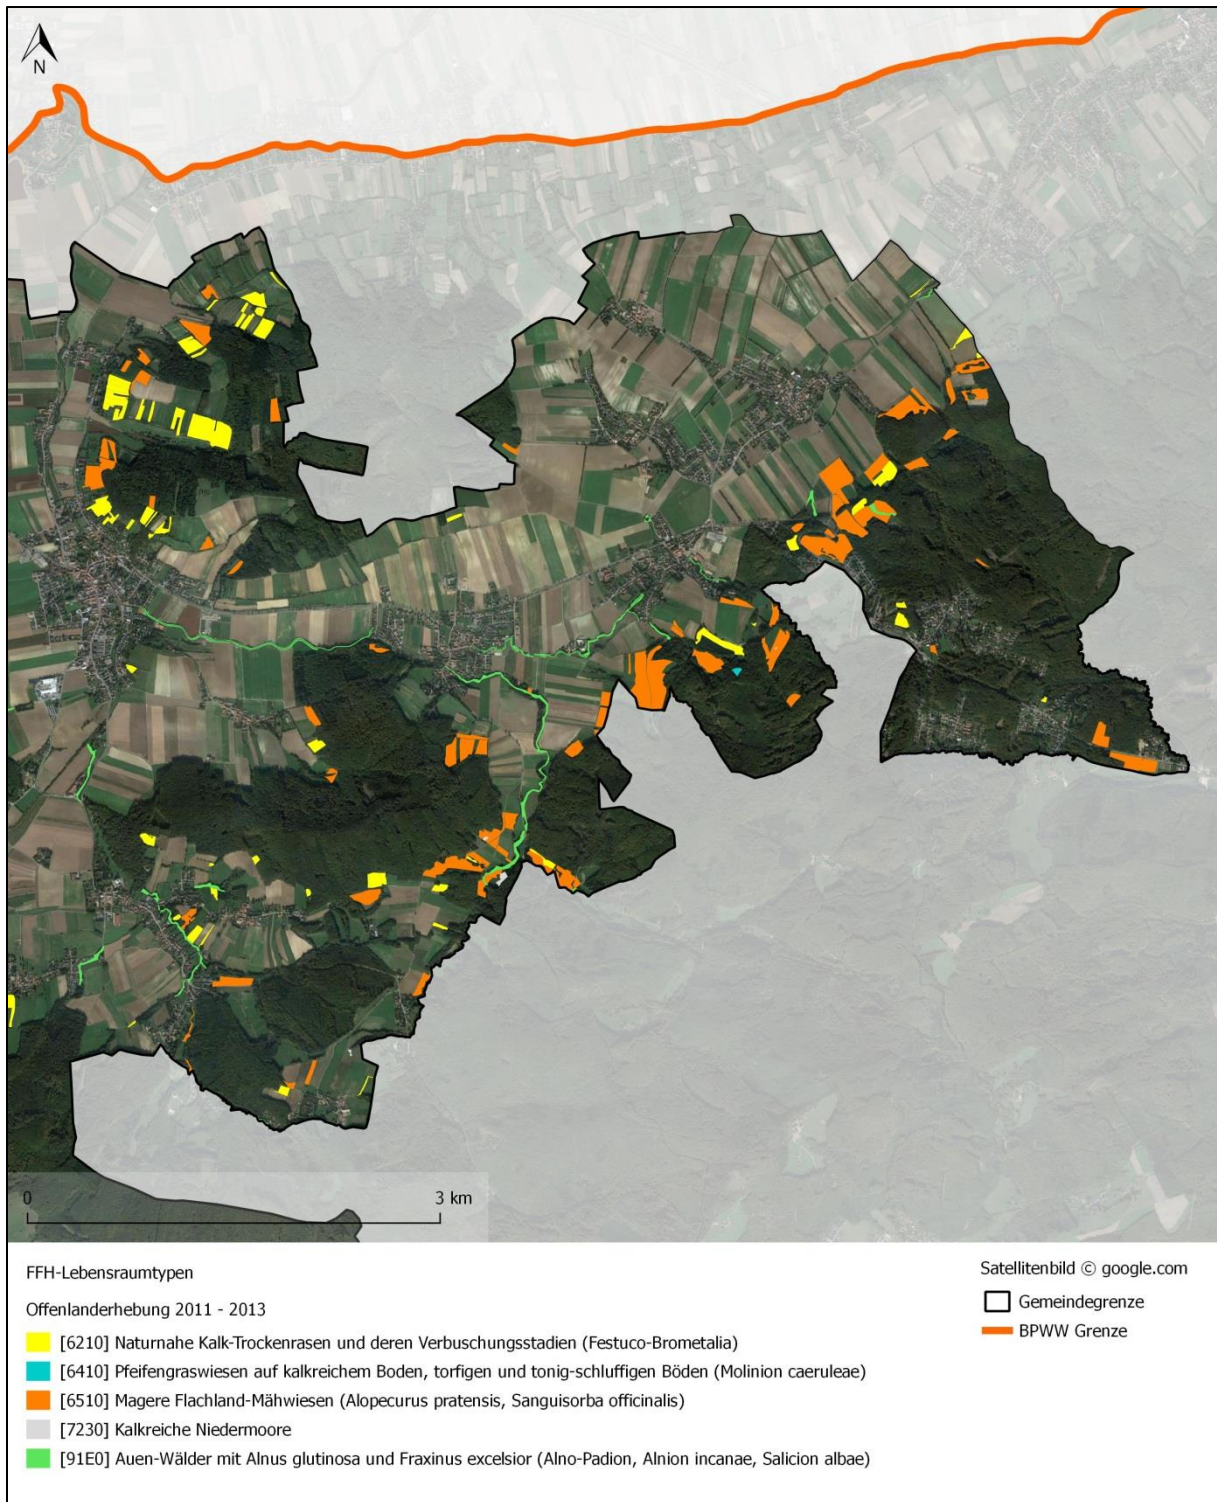 N
0 3 km
FFH-Lebensraumtypen
Satellitenbild © google.com
Offenlanderhebung 2011 - 2013
Gemeindegrenze
BPWW Grenze
[6210] Naturnahe Kalk-Trockenrasen und deren Verbuschungsstadien (Festuco-Brometalia)
[6410] Pfeifengraswiesen auf kalkreichem Boden, torfigen und tonig-schluffigen Böden (Molinion caeruleae)
[6510] Magere Flachland-Mähwiesen (Alopecurus pratensis, Sanguisorba officinalis)
[7230] Kalkreiche Niedermoore
[91E0] Auen-Wälder mit Alnus glutinosa und Fraxinus excelsior (Alno-Padion, Alnion incanae, Salicion albae)